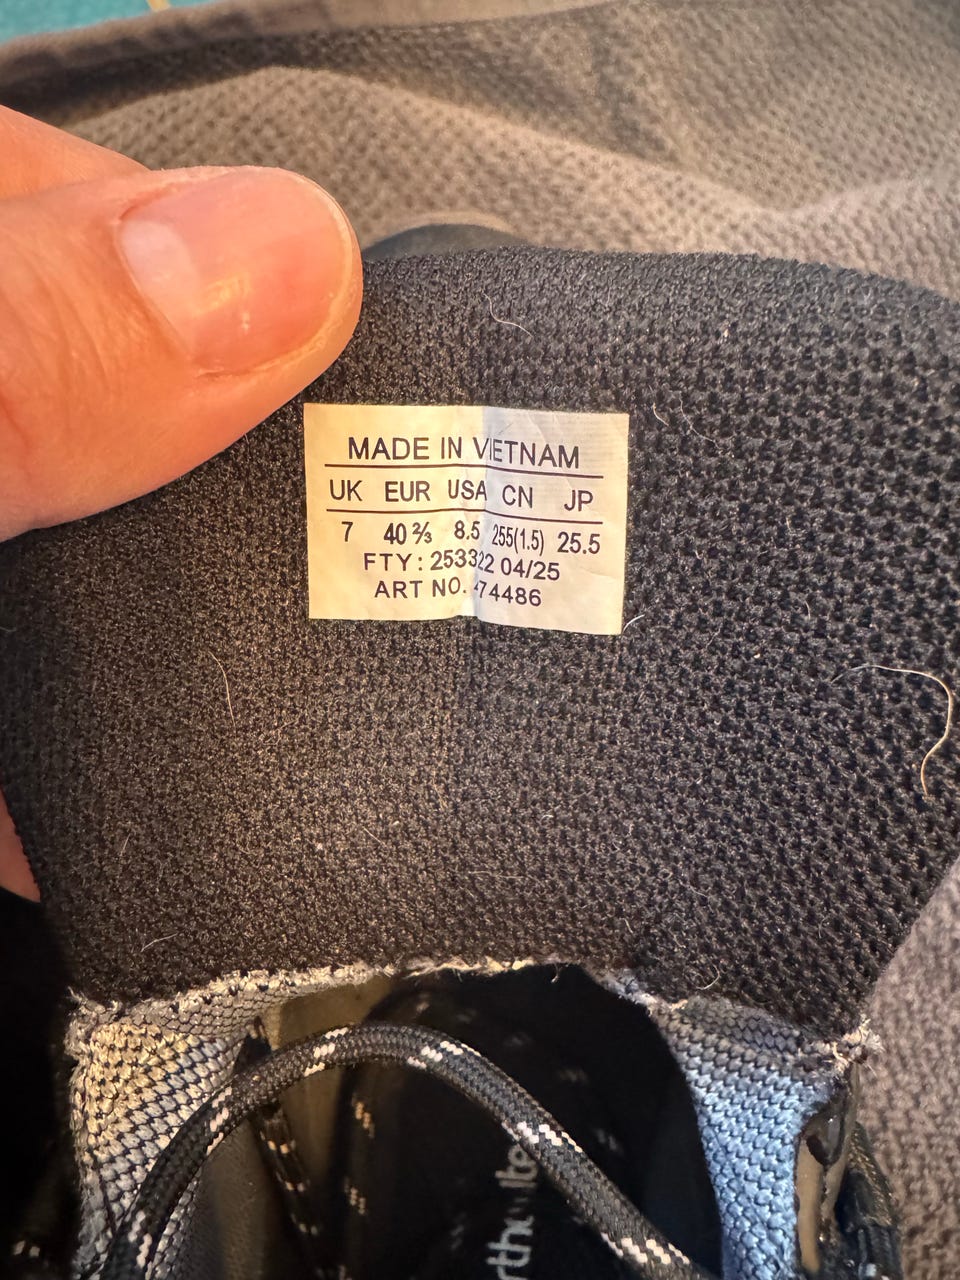 MADE IN VIETNAM
UK EUR USA CN JP
7 40⅔ 8.5 255(1.5) 25.5
FTY: 253322 04/25
ART NO. 474486